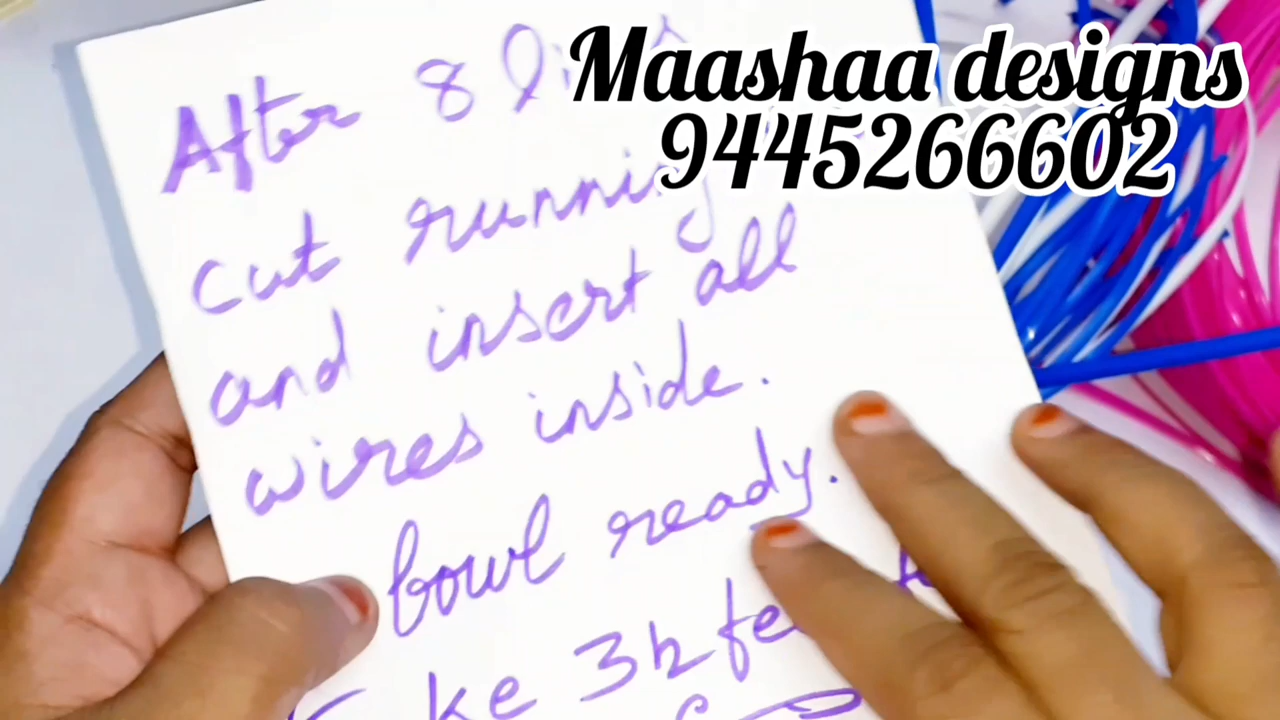 Maashaa designs
9445266602
After 8
cut running
and insert all
wires inside.
bowl ready.